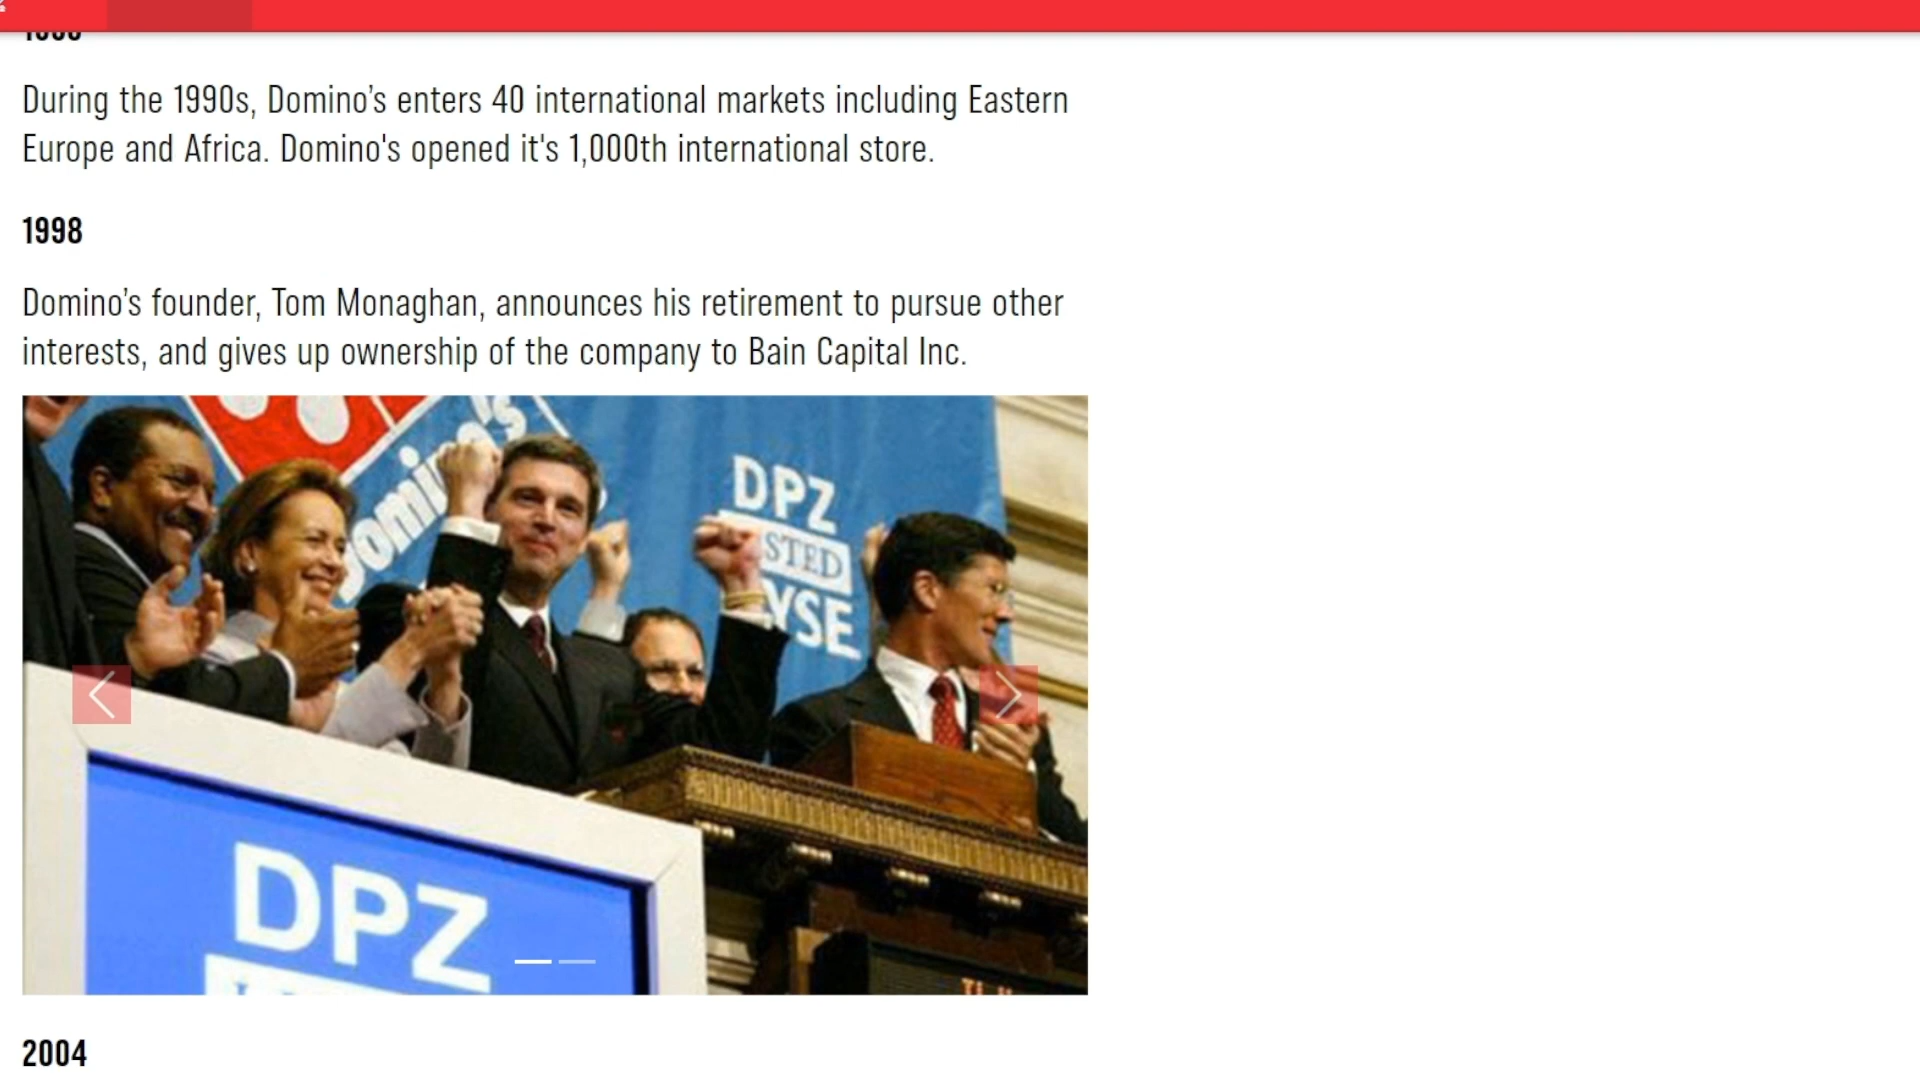 During the 1990s, Domino’s enters 40 international markets including Eastern
Europe and Africa. Domino's opened it's 1,000th international store.
1998
Domino’s founder, Tom Monaghan, announces his retirement to pursue other
interests, and gives up ownership of the company to Bain Capital Inc.
Domino's
DPZ
STED
YSE
DPZ
2004